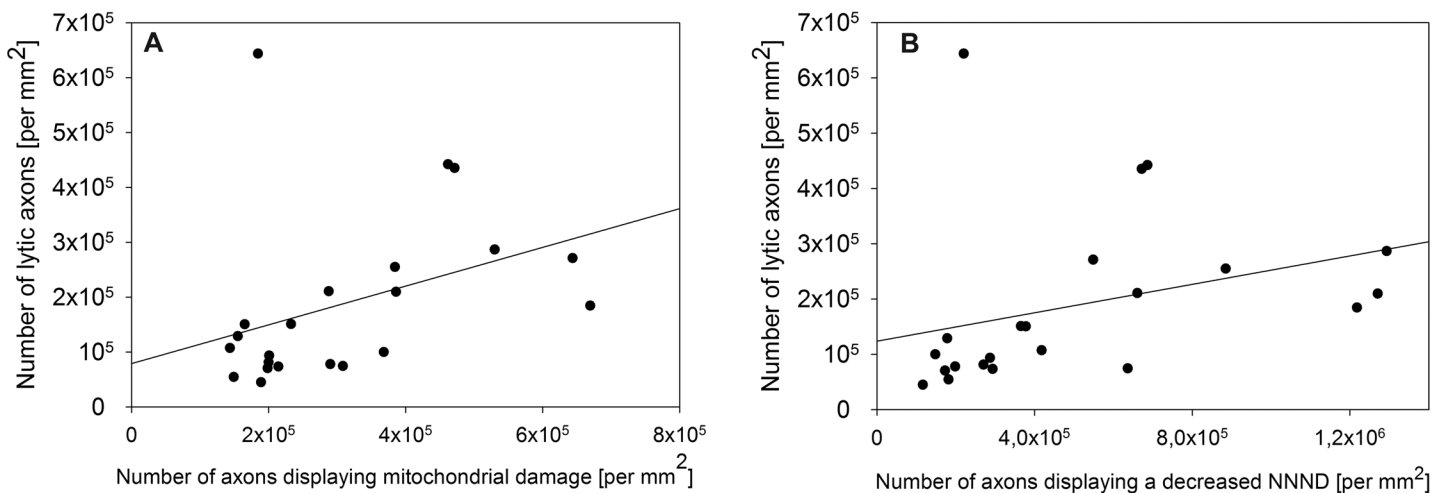 A
Number of lytic axons [per mm²]
7x10⁵
6x10⁵
5x10⁵
4x10⁵
3x10⁵
2x10⁵
10⁵
0
0 2x10⁵ 4x10⁵ 6x10⁵ 8x10⁵
Number of axons displaying mitochondrial damage [per mm²]
B
Number of lytic axons [per mm²]
7x10⁵
6x10⁵
5x10⁵
4x10⁵
3x10⁵
2x10⁵
10⁵
0
0 4,0x10⁵ 8,0x10⁵ 1,2x10⁶
Number of axons displaying a decreased NNND [per mm²]